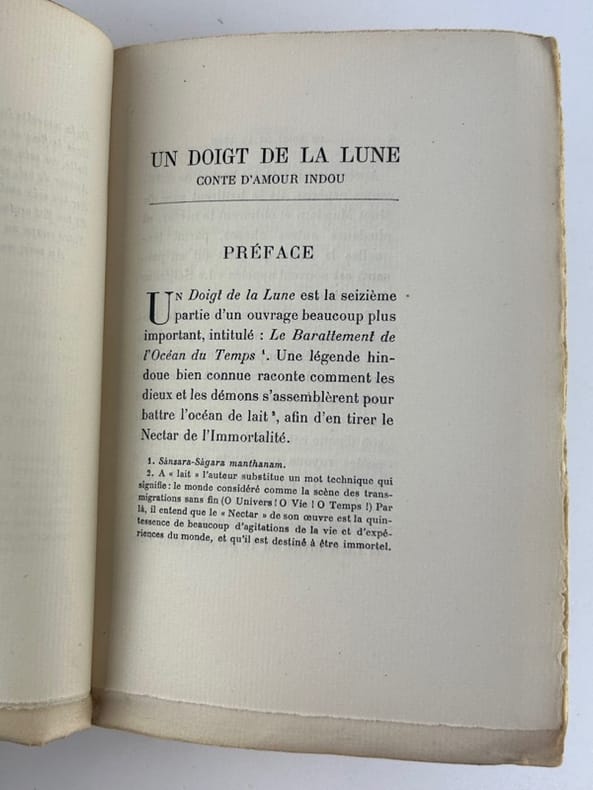 UN DOIGT DE LA LUNE
CONTE D'AMOUR INDOU
PRÉFACE
UN Doigt de la Lune est la seizième
partie d'un ouvrage beaucoup plus
important, intitulé : Le Barattement de
l'Océan du Temps ¹. Une légende hin-
doue bien connue raconte comment les
dieux et les démons s'assemblèrent pour
battre l'océan de lait ², afin d'en tirer le
Nectar de l'Immortalité.
1. Sànsara-Sàgara manthanam.
2. A « lait » l'auteur substitue un mot technique qui
signifie : le monde considéré comme la scène des trans-
migrations sans fin (O Univers ! O Vie ! O Temps !) Par
là, il entend que le « Nectar » de son œuvre est la quin-
tessence de beaucoup d'agitations de la vie et d'expé-
riences du monde, et qu'il est destiné à être immortel.